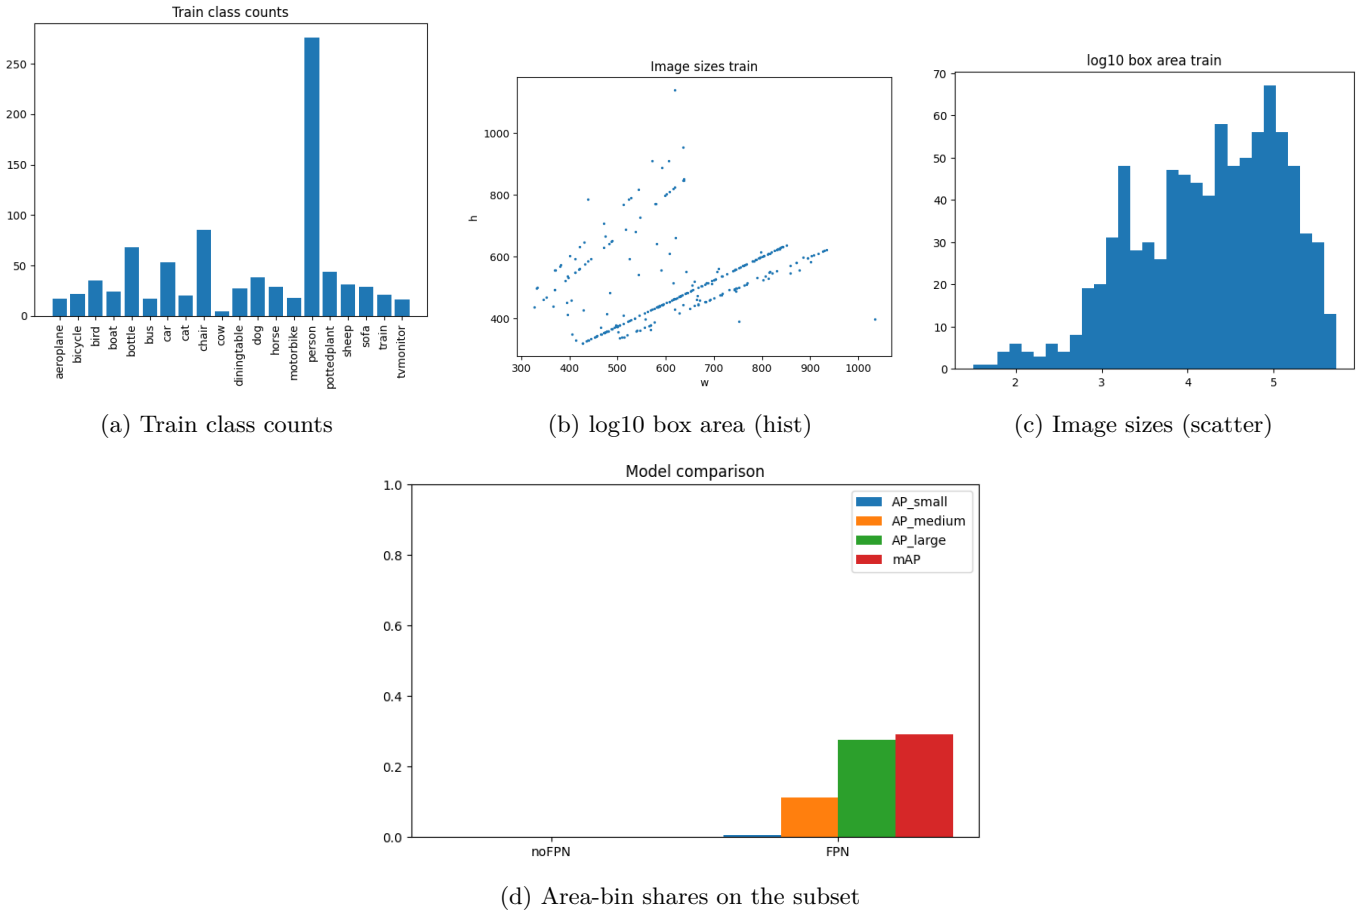 Train class counts
250
200
150
100
50
0
aeroplane
bicycle
bird
boat
bottle
bus
car
cat
chair
cow
diningtable
dog
horse
motorbike
person
pottedplant
sheep
sofa
train
tvmonitor
(a) Train class counts
Image sizes train
h
1000
800
600
400
300 400 500 600 700 800 900 1000
w
(b) log10 box area (hist)
log10 box area train
70
60
50
40
30
20
10
0
2 3 4 5
(c) Image sizes (scatter)
Model comparison
1.0
0.8
0.6
0.4
0.2
0.0
AP_small
AP_medium
AP_large
mAP
noFPN FPN
(d) Area-bin shares on the subset